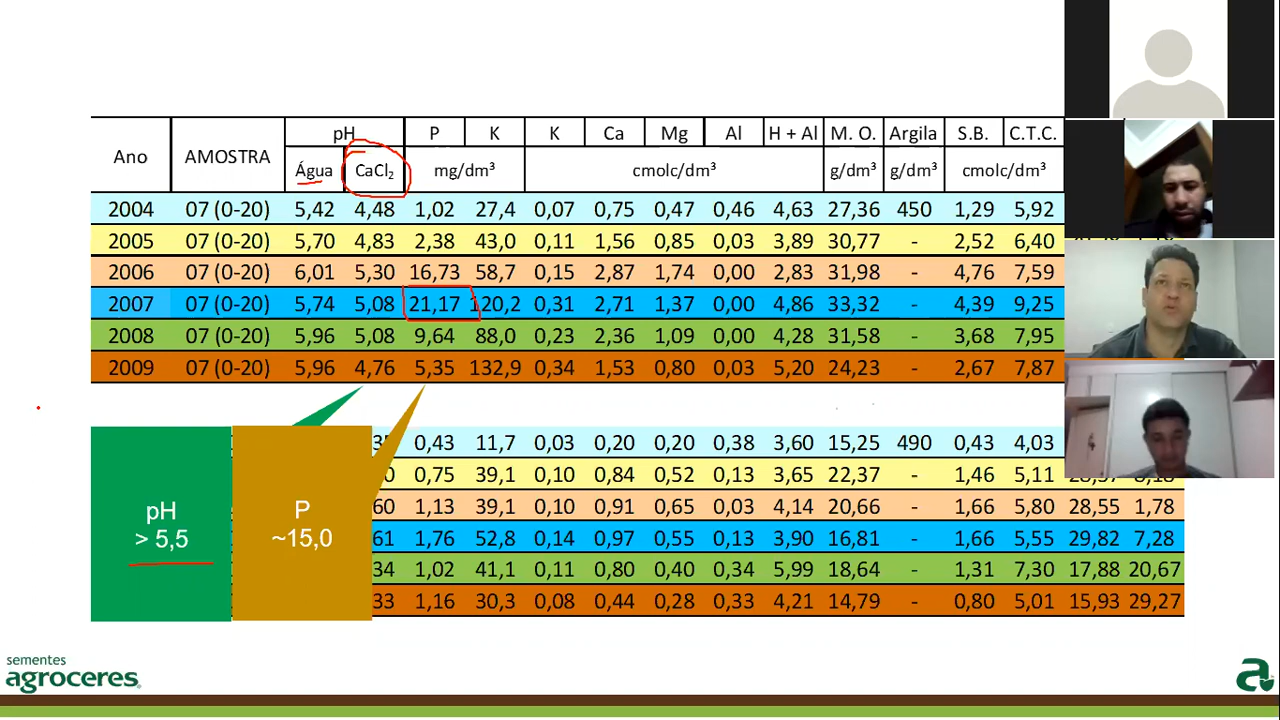 pH P K K Ca Mg Al H + Al M. O. Argila S.B. C.T.C.
Ano AMOSTRA Água CaCl₂ mg/dm³ cmolc/dm³ g/dm³ g/dm³ cmolc/dm³
2004 07 (0-20) 5,42 4,48 1,02 27,4 0,07 0,75 0,47 0,46 4,63 27,36 450 1,29 5,92
2005 07 (0-20) 5,70 4,83 2,38 43,0 0,11 1,56 0,85 0,03 3,89 30,77 - 2,52 6,40
2006 07 (0-20) 6,01 5,30 16,73 58,7 0,15 2,87 1,74 0,00 2,83 31,98 - 4,76 7,59
2007 07 (0-20) 5,74 5,08 21,17 120,2 0,31 2,71 1,37 0,00 4,86 33,32 - 4,39 9,25
2008 07 (0-20) 5,96 5,08 9,64 88,0 0,23 2,36 1,09 0,00 4,28 31,58 - 3,68 7,95
2009 07 (0-20) 5,96 4,76 5,35 132,9 0,34 1,53 0,80 0,03 5,20 24,23 - 2,67 7,87
0,43 11,7 0,03 0,20 0,20 0,38 3,60 15,25 490 0,43 4,03
0,75 39,1 0,10 0,84 0,52 0,13 3,65 22,37 - 1,46 5,11
60 1,13 39,1 0,10 0,91 0,65 0,03 4,14 20,66 - 1,66 5,80 28,55 1,78
61 1,76 52,8 0,14 0,97 0,55 0,13 3,90 16,81 - 1,66 5,55 29,82 7,28
34 1,02 41,1 0,11 0,80 0,40 0,34 5,99 18,64 - 1,31 7,30 17,88 20,67
33 1,16 30,3 0,08 0,44 0,28 0,33 4,21 14,79 - 0,80 5,01 15,93 29,27
pH
> 5,5
P
~15,0
sementes
agroceres